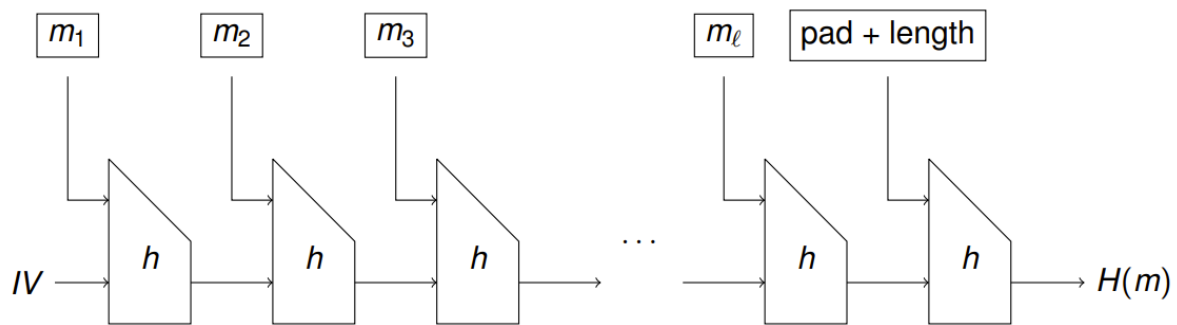 m₁ m₂ m₃ mℓ pad + length
h h h ... h h
IV H(m)